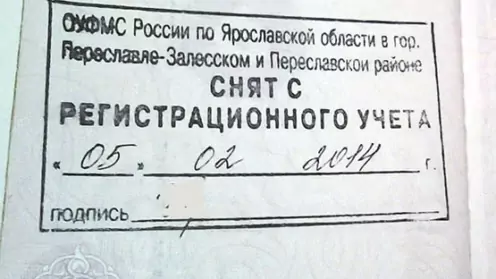 ОУФМС России по Ярославской области в гор.
Переславле-Залесском и Переславском районе
СНЯТ С
РЕГИСТРАЦИОННОГО УЧЕТА
« 05 » 02 2014 г.
подпись